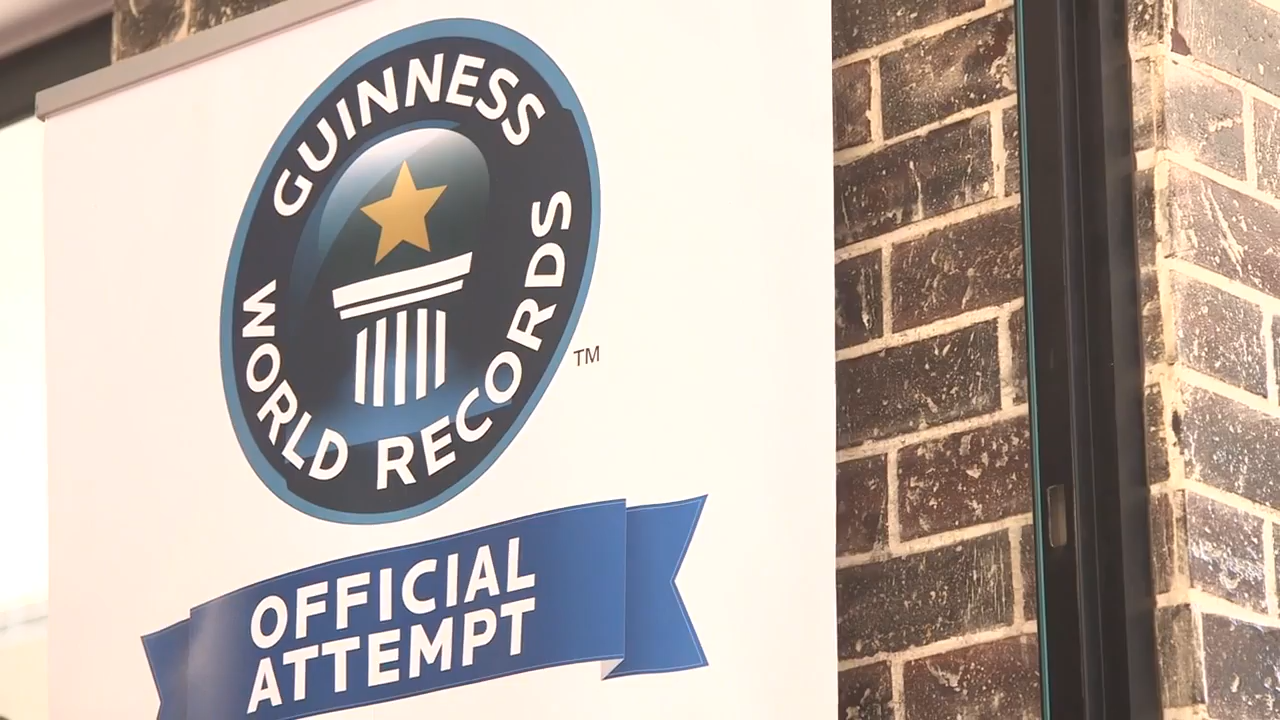 GUINNESS
WORLD RECORDS
TM
OFFICIAL
ATTEMPT